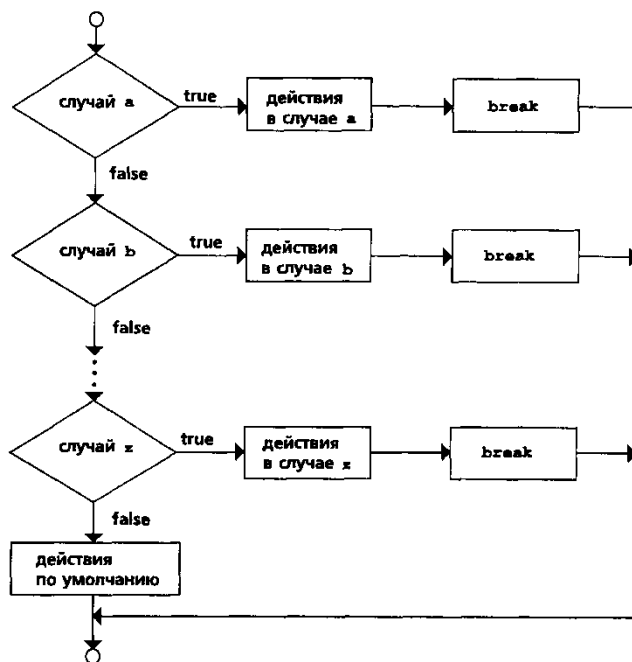 случай a
true
действия
в случае a
break
false
случай b
true
действия
в случае b
break
false
случай z
true
действия
в случае z
break
false
действия
по умолчанию